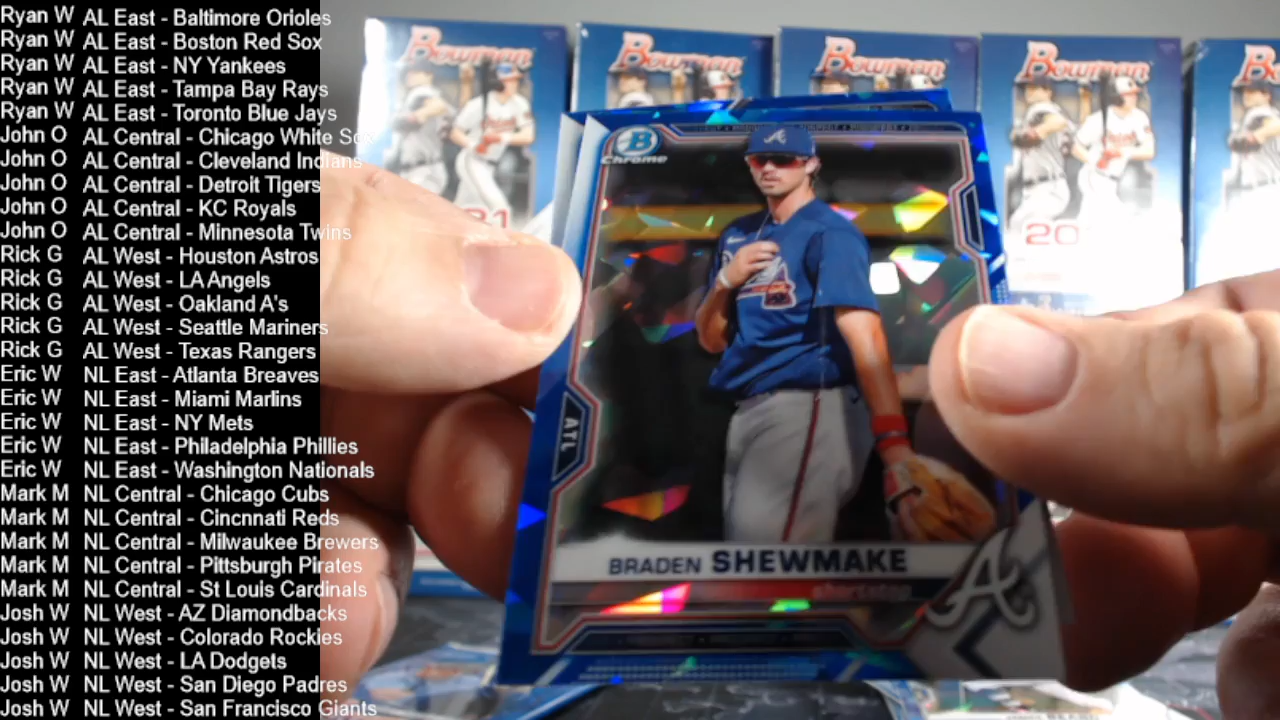 Ryan W AL East - Baltimore Orioles
Ryan W AL East - Boston Red Sox
Ryan W AL East - NY Yankees
Ryan W AL East - Tampa Bay Rays
Ryan W AL East - Toronto Blue Jays
John O AL Central - Chicago White Sox
John O AL Central - Cleveland Indians
John O AL Central - Detroit Tigers
John O AL Central - KC Royals
John O AL Central - Minnesota Twins
Rick G AL West - Houston Astros
Rick G AL West - LA Angels
Rick G AL West - Oakland A's
Rick G AL West - Seattle Mariners
Rick G AL West - Texas Rangers
Eric W NL East - Atlanta Breaves
Eric W NL East - Miami Marlins
Eric W NL East - NY Mets
Eric W NL East - Philadelphia Phillies
Eric W NL East - Washington Nationals
Mark M NL Central - Chicago Cubs
Mark M NL Central - Cincnnati Reds
Mark M NL Central - Milwaukee Brewers
Mark M NL Central - Pittsburgh Pirates
Mark M NL Central - St Louis Cardinals
Josh W NL West - AZ Diamondbacks
Josh W NL West - Colorado Rockies
Josh W NL West - LA Dodgets
Josh W NL West - San Diego Padres
Josh W NL West - San Francisco Giants
Bowman
Bowman
Bowman
Bowman
20
B
Chrome
ATL
BRADEN SHEWMAKE
shortstop
A